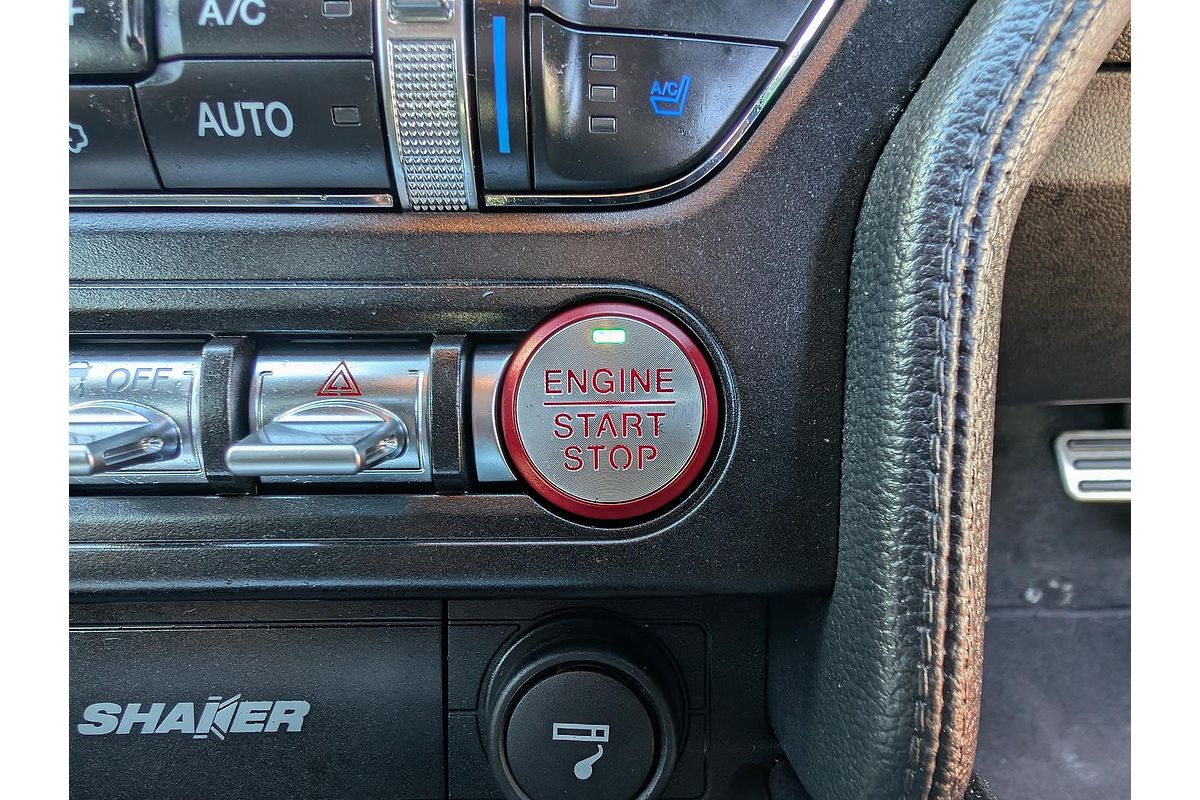 A/C
A/C
AUTO
OFF
ENGINE
START
STOP
SHAKER